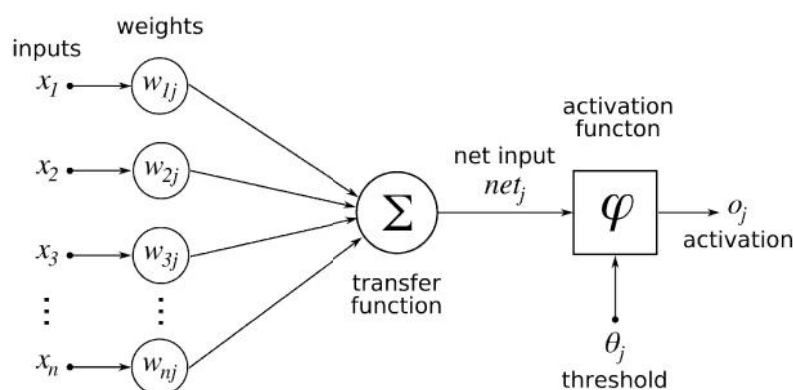 weights
inputs
x1
w1j
x2
w2j
x3
w3j
⋮ ⋮
xn
wnj
Σ
transfer
function
net input
netj
activation
functon
φ
oj
activation
θj
threshold